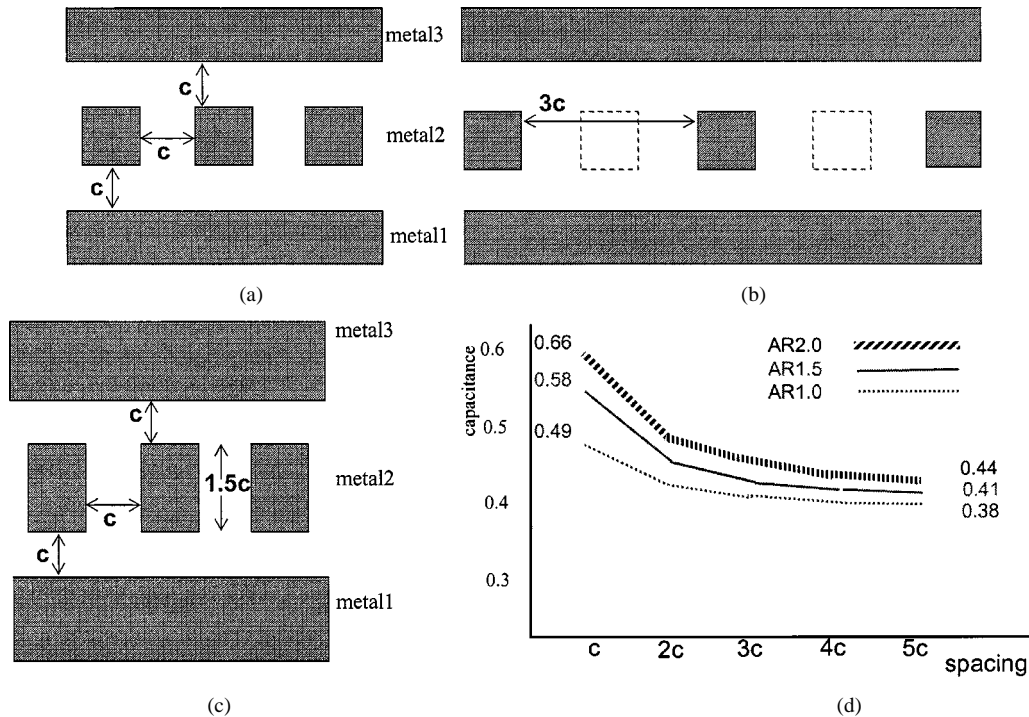 metal3
c
c
metal2
c
metal1
(a)
3c
(b)
metal3
c
1.5c
metal2
c
c
metal1
(c)
capacitance
0.6
0.5
0.4
0.3
0.66
0.58
0.49
AR2.0
AR1.5
AR1.0
0.44
0.41
0.38
c 2c 3c 4c 5c spacing
(d)